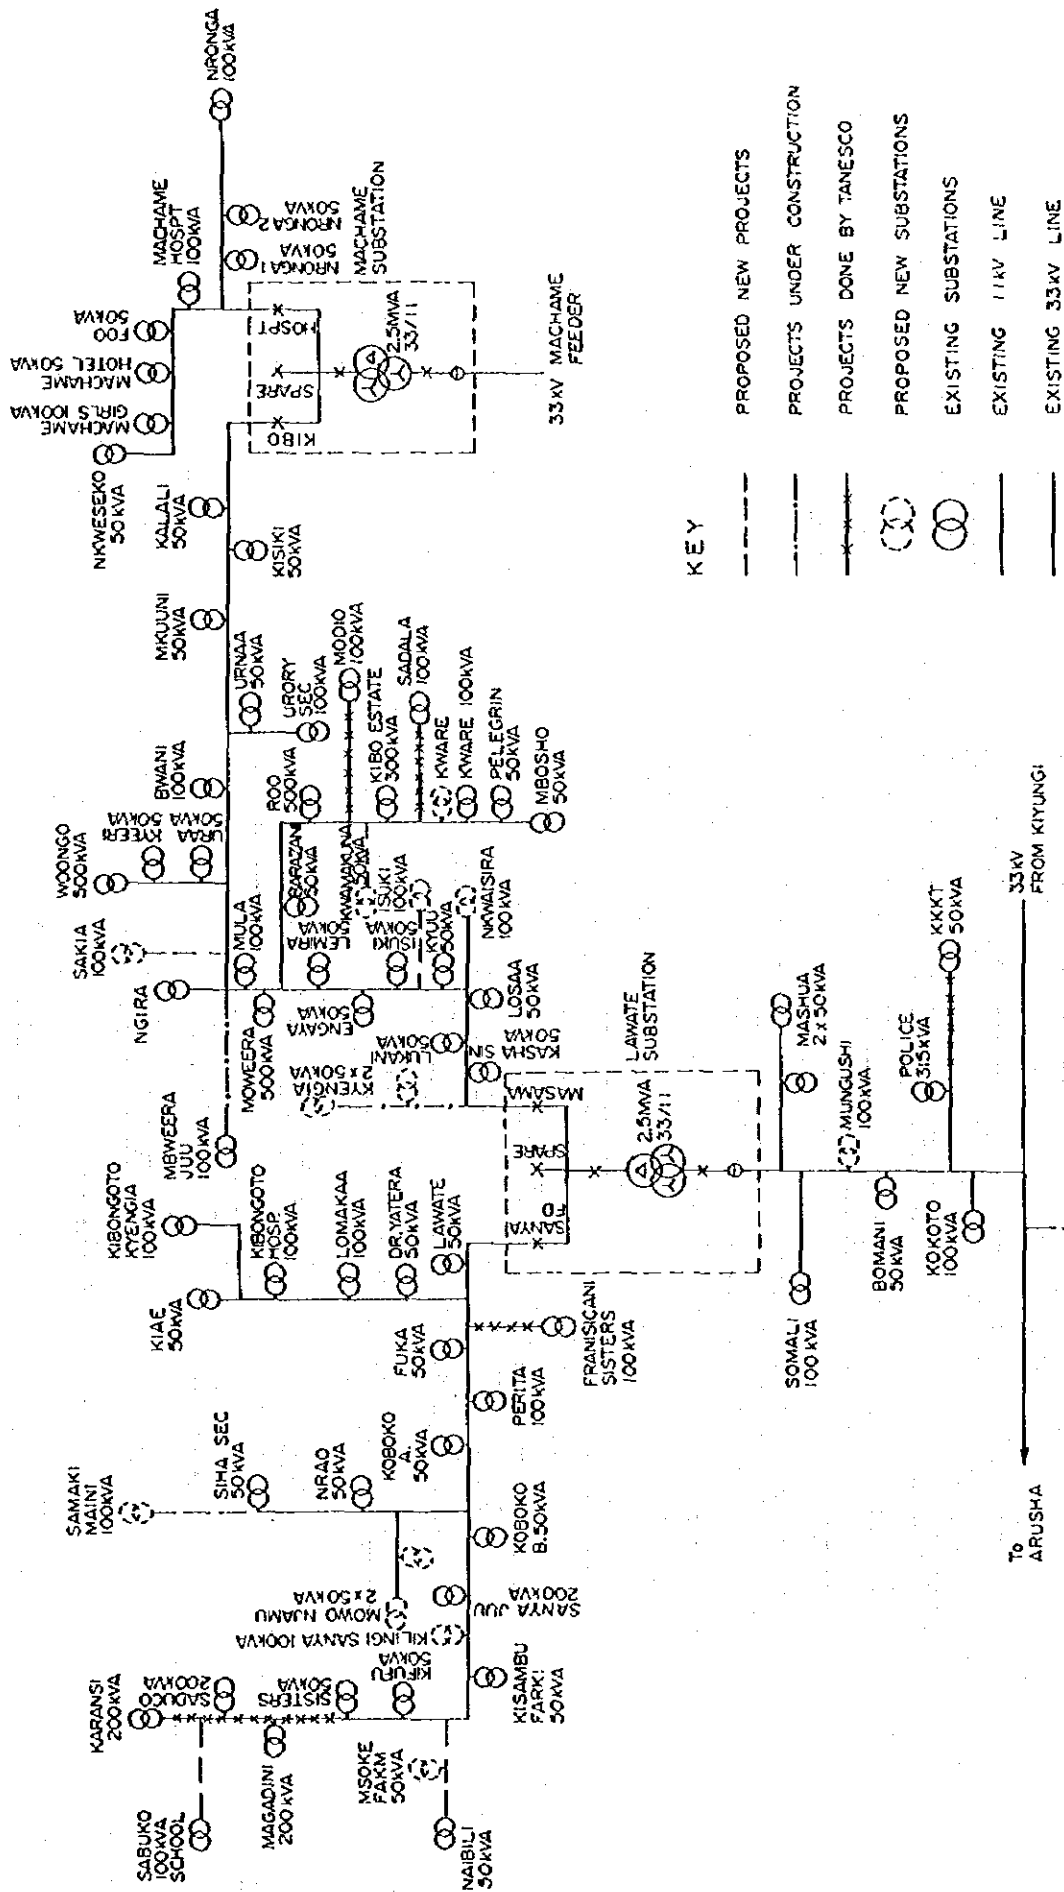 NRONGA
100kVA
MACHAME
HOSPT
100kVA
FOO
50kVA
MACHAME
HOTEL 50kVA
MACHAME
GIRLS 100kVA
NKWESEKO
50kVA
NRONGA 2
50kVA
NRONGA 1
50kVA
MACHAME
SUBSTATION
HOSPT
SPARE
KIBO
2.5MVA
33/11
33kV MACHAME
FEEDER
KALALI
50kVA
KISIKI
50kVA
MKUUNI
50kVA
URNAA
50kVA
URORY
SEC
100kVA
BWANI
100kVA
WOONGO
500kVA
KYEERI
50kVA
URAA
50kVA
SAKIA
100kVA
NGIRA
MULA
100kVA
MOWEERA
500kVA
MBWEERA
JUU
100kVA
ROO
500kVA
MODIO
100kVA
KIBO ESTATE
300kVA
SADALA
100kVA
KWARE
KWARE 100kVA
PELEGRIN
50kVA
MBOSHO
50kVA
BARAZANI
50kVA
LEMIRA
50kVA
KWAMAKUNA
50kVA
ISUKI
100kVA
IISUKI
50kVA
KYUU
50kVA
NKWAISIRA
100kVA
ENGAYA
50kVA
LOSAA
50kVA
LUKANI
50kVA
KASHA SIN
50kVA
KYENGIA
2x 50kVA
MASAMA
SPARE
SANYA
FD
LAWATE
SUBSTATION
2.5MVA
33/11
KIBONGOTO
KYENGIA
100kVA
KIAE
50kVA
KIBONGOTO
HOSP.
100kVA
LOMAKAA
100kVA
DR.YATERA
50kVA
LAWATE
50kVA
FUKA
50kVA
FRANISICANI
SISTERS
100kVA
PERITA
100kVA
KOBOKO
A.
50kVA
KOBOKO
B.50kVA
SAMAKI
MAINI
100kVA
SIHA SEC
50kVA
NRAO
50kVA
MOWO NJAMU
2x50kVA
SANYA JUU
200kVA
KILINGI SANYA 100kVA
KISAMBU
FARKI
50kVA
KIFUFU
50kVA
SISTERS
50kVA
SADUCO
200kVA
KARANSI
200kVA
MAGADINI
200kVA
SABUKO
100kVA
SCHOOL
MSOKE
FAKM
50kVA
NAIBILI
50kVA
MASHUA
2x50kVA
SOMALI
100kVA
MUNGUSHI
100kVA
BOMANI
50kVA
POLICE
315kVA
KKKT
50kVA
KOKOTO
100kVA
33kV
FROM KIYUNGI
To
ARUSHA
KEY
PROPOSED NEW PROJECTS
PROJECTS UNDER CONSTRUCTION
PROJECTS DONE BY TANESCO
PROPOSED NEW SUBSTATIONS
EXISTING SUBSTATIONS
EXISTING 11kV LINE
EXISTING 33kV LINE